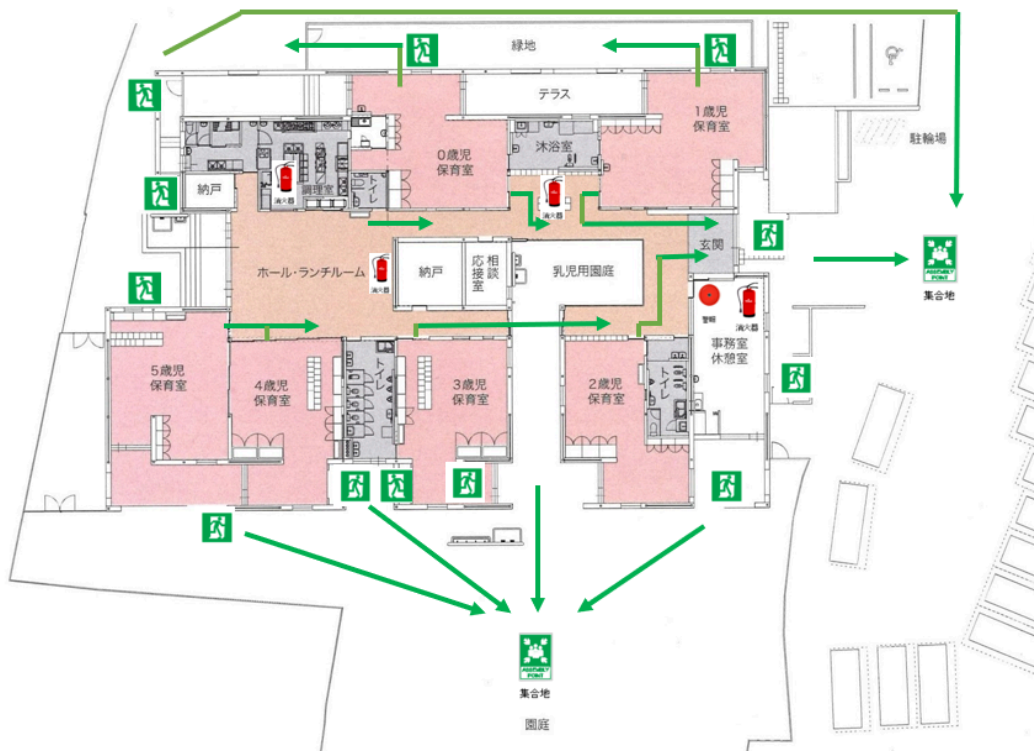 緑地
テラス
1歳児
保育室
駐輪場
沐浴室
0歳児
保育室
調理室
消火器
トイレ
納戸
消火器
玄関
ASSEMBLY
POINT
集合地
ホール・ランチルーム
消火器
納戸
相談
応接室
乳児用園庭
警報
消火器
事務室
休憩室
5歳児
保育室
4歳児
保育室
トイレ
3歳児
保育室
2歳児
保育室
トイレ
ASSEMBLY
POINT
集合地
園庭